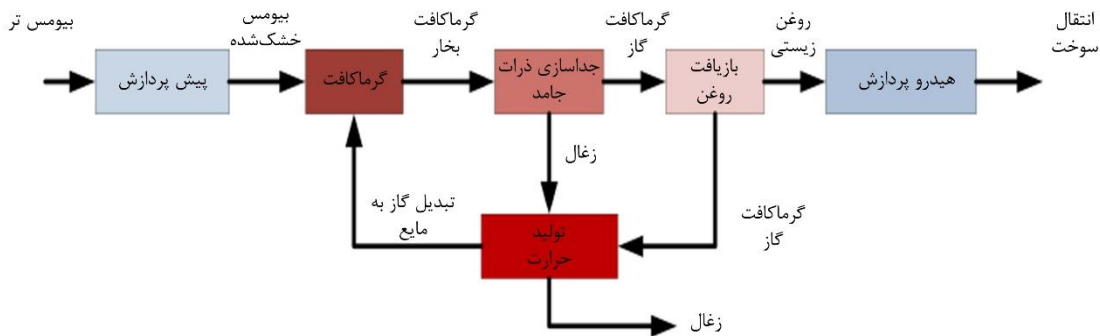 بیومس تر
بیومس
خشک‌شده
گرماکافت
بخار
گرماکافت
گاز
روغن
زیستی
انتقال
سوخت
پیش پردازش
گرماکافت
جداسازی ذرات
جامد
بازیافت
روغن
هیدرو پردازش
زغال
تبدیل گاز به
مایع
تولید
حرارت
گرماکافت
گاز
زغال